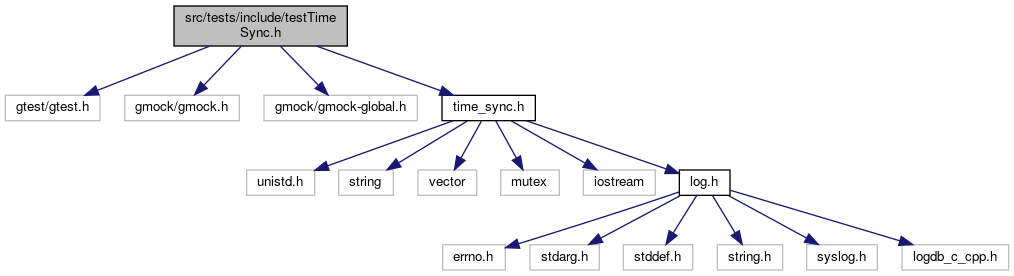 src/tests/include/testTime
Sync.h
gtest/gtest.h
gmock/gmock.h
gmock/gmock-global.h
time_sync.h
unistd.h
string
vector
mutex
iostream
log.h
errno.h
stdarg.h
stddef.h
string.h
syslog.h
logdb_c_cpp.h